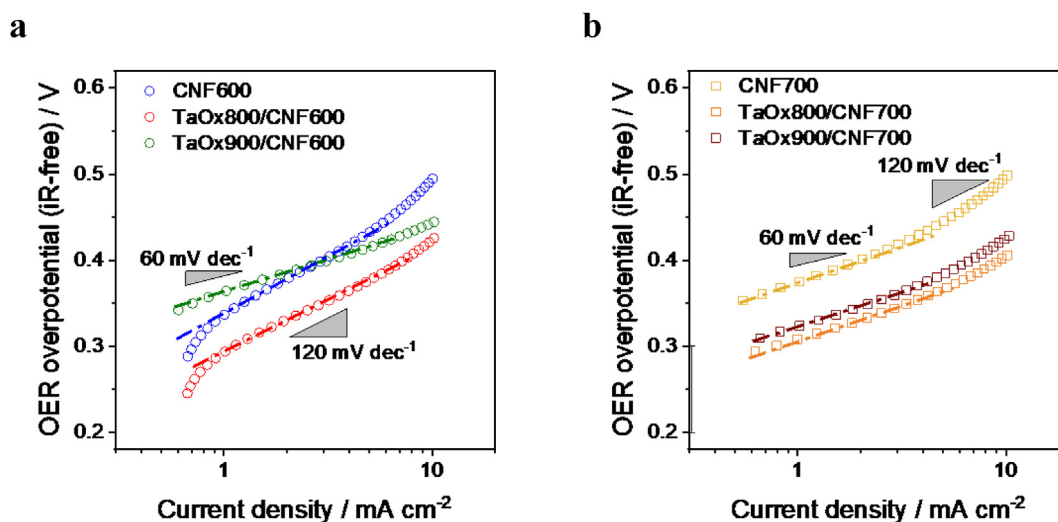 a
OER overpotential (iR-free) / V
0.6
0.5
0.4
0.3
0.2
CNF600
TaOx800/CNF600
TaOx900/CNF600
60 mV dec⁻¹
120 mV dec⁻¹
1
10
Current density / mA cm⁻²
b
OER overpotential (iR-free) / V
0.6
0.5
0.4
0.3
0.2
CNF700
TaOx800/CNF700
TaOx900/CNF700
120 mV dec⁻¹
60 mV dec⁻¹
1
10
Current density / mA cm⁻²